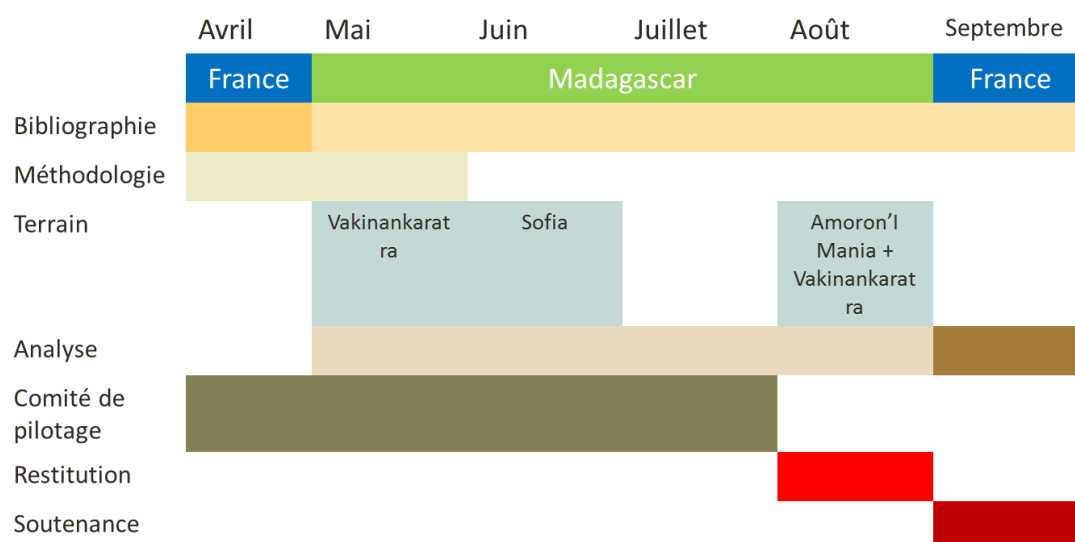 Avril Mai Juin Juillet Août Septembre
France Madagascar France
Bibliographie
Méthodologie
Terrain
Vakinankarat
ra
Sofia
Amoron’I
Mania +
Vakinankarat
ra
Analyse
Comité de
pilotage
Restitution
Soutenance